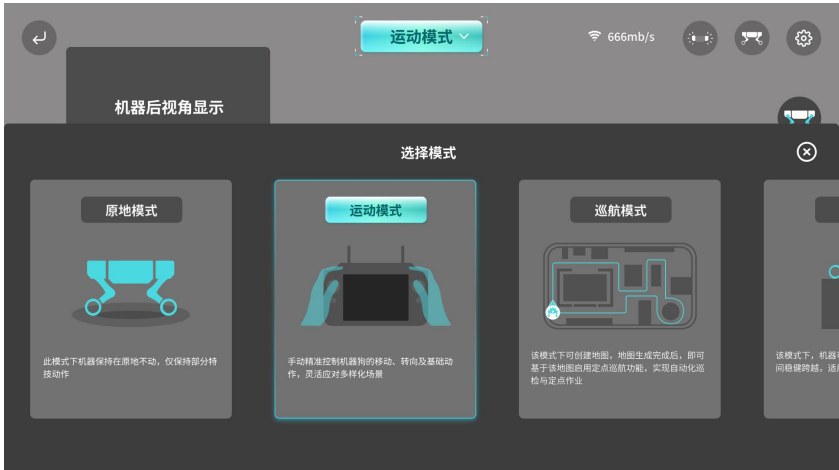 运动模式
666mb/s
机器后视角显示
选择模式
原地模式
此模式下机器保持在原地不动，仅保持部分特
技动作
运动模式
手动精准控制机器狗的移动、转向及基础动
作，灵活应对多样化场景
巡航模式
该模式下可创建地图，地图生成完成后，即可
基于该地图启用定点巡航功能，实现自动化巡
检与定点作业
该模式下，机器
间稳健跨越，适